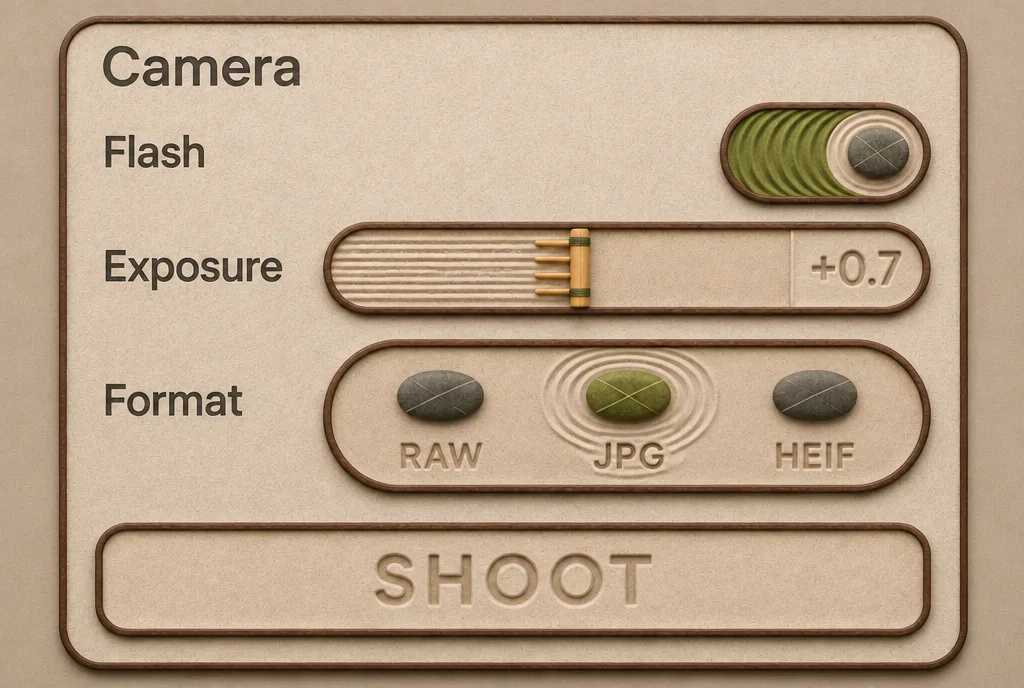 Camera
Flash
Exposure +0.7
Format
RAW JPG HEIF
SHOOT